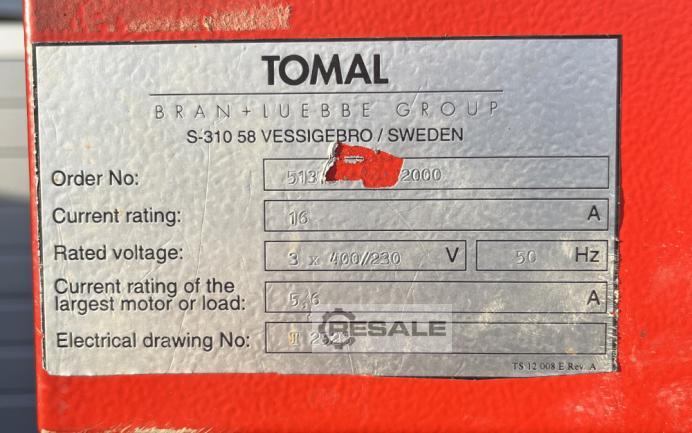 TOMAL
BRAN+LUEBBE GROUP
S-310 58 VESSIGEBRO / SWEDEN
Order No: 2000
Current rating: 16 A
Rated voltage: 3 x 400//230 V 50 Hz
Current rating of the
largest motor or load: 5,6 A
RESALE
Electrical drawing No:
TS 12 008 E Rev. A